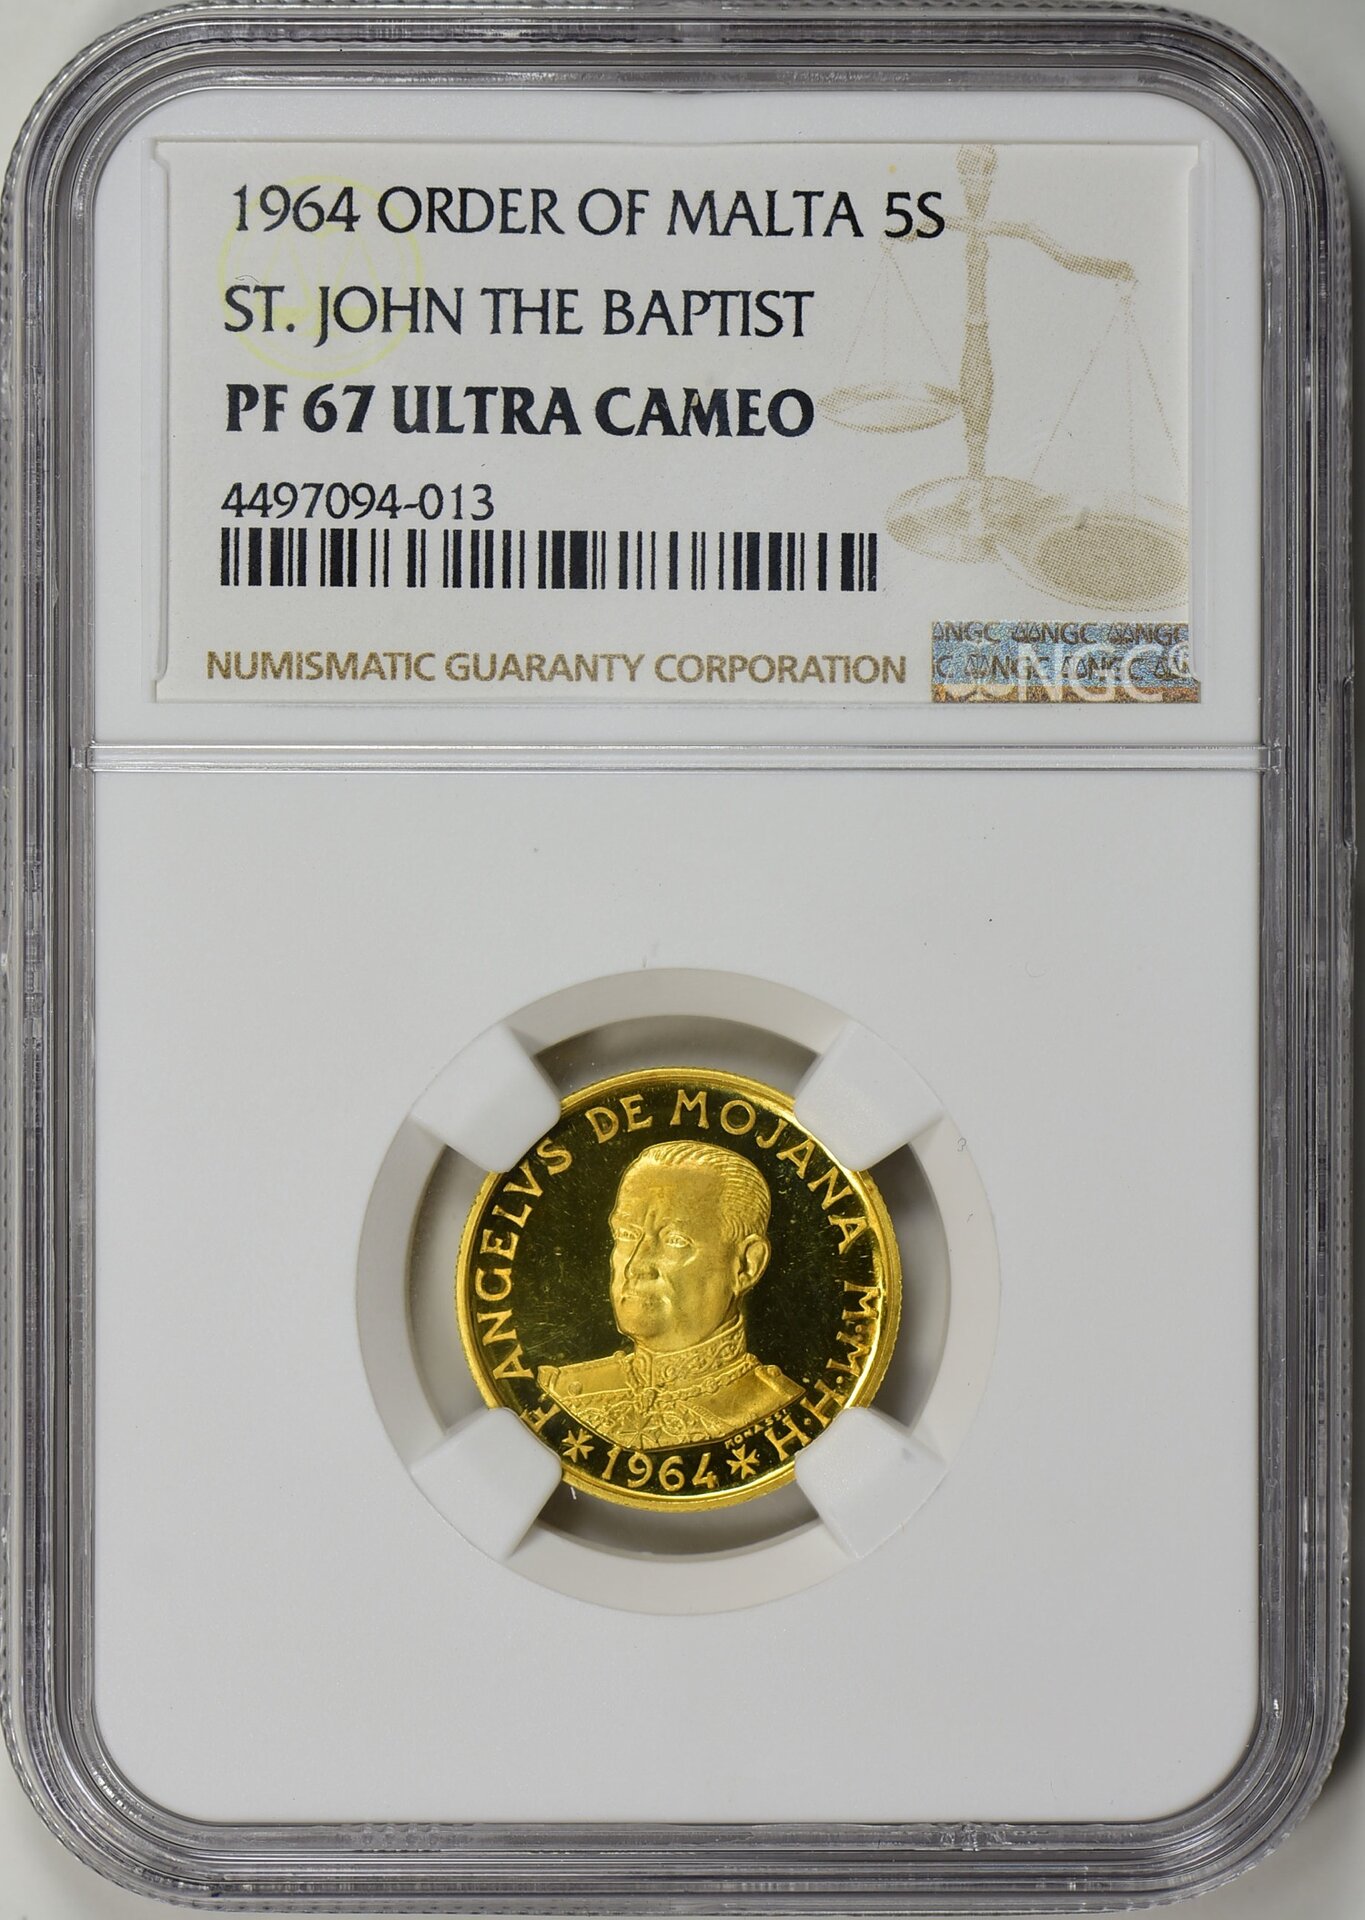 1964 ORDER OF MALTA 5S
ST. JOHN THE BAPTIST
PF 67 ULTRA CAMEO
4497094-013
NUMISMATIC GUARANTY CORPORATION
NGC
F ANGELVS DE MOJANA M·M·H·H·
1964
MONASSI